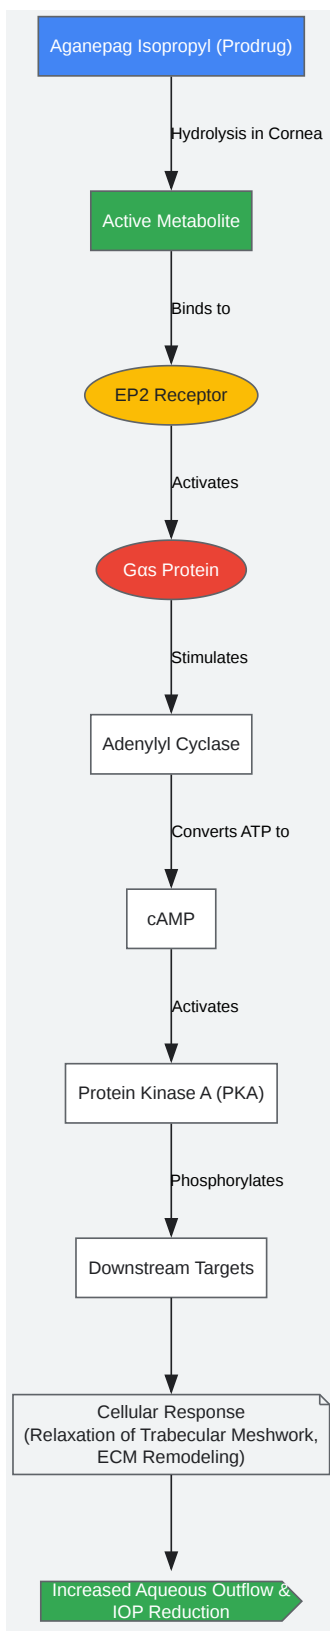 Aganepag Isopropyl (Prodrug)
Hydrolysis in Cornea
Active Metabolite
Binds to
EP2 Receptor
Activates
Gαs Protein
Stimulates
Adenylyl Cyclase
Converts ATP to
cAMP
Activates
Protein Kinase A (PKA)
Phosphorylates
Downstream Targets
Cellular Response
(Relaxation of Trabecular Meshwork,
ECM Remodeling)
Increased Aqueous Outflow &
IOP Reduction